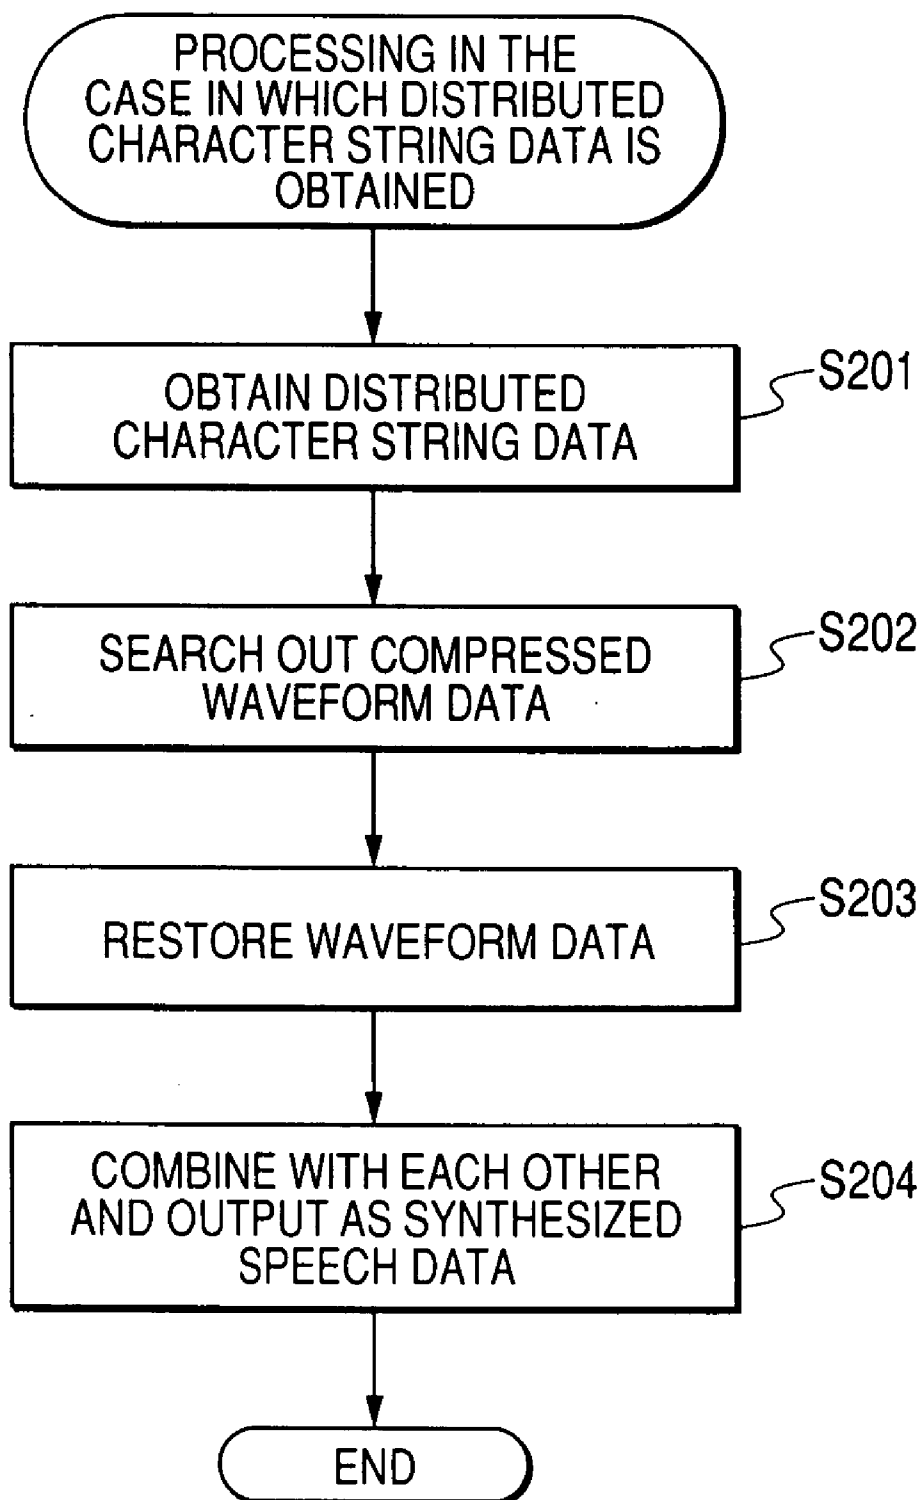 PROCESSING IN THE
CASE IN WHICH DISTRIBUTED
CHARACTER STRING DATA IS
OBTAINED
OBTAIN DISTRIBUTED
CHARACTER STRING DATA
S201
SEARCH OUT COMPRESSED
WAVEFORM DATA
S202
RESTORE WAVEFORM DATA
S203
COMBINE WITH EACH OTHER
AND OUTPUT AS SYNTHESIZED
SPEECH DATA
S204
END